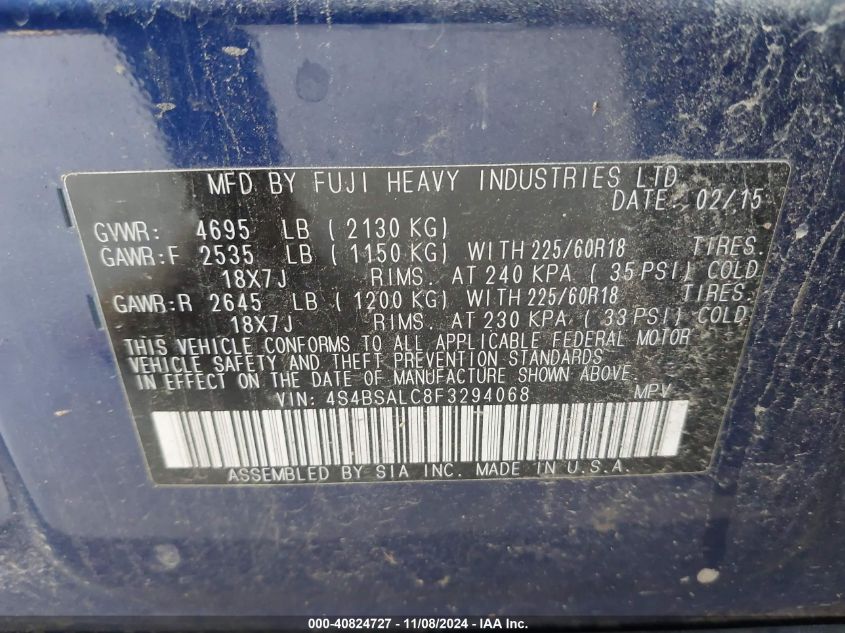 MFD BY FUJI HEAVY INDUSTRIES LTD
DATE 02/15
GVWR: 4695 LB ( 2130 KG)
GAWR:F 2535 LB ( 1150 KG) WITH 225/60R18 TIRES.
18X7J RIMS. AT 240 KPA ( 35 PSI) COLD
GAWR:R 2645 LB ( 1200 KG) WITH 225/60R18 TIRES.
18X7J RIMS. AT 230 KPA ( 33 PSI) COLD
THIS VEHICLE CONFORMS TO ALL APPLICABLE FEDERAL MOTOR
VEHICLE SAFETY AND THEFT PREVENTION STANDARDS
IN EFFECT ON THE DATE OF MANUFACTURE SHOWN ABOVE.
VIN: 4S4BSALC8F3294068 MPV
ASSEMBLED BY SIA INC. MADE IN U.S.A.
000-40824727 - 11/08/2024 - IAA Inc.